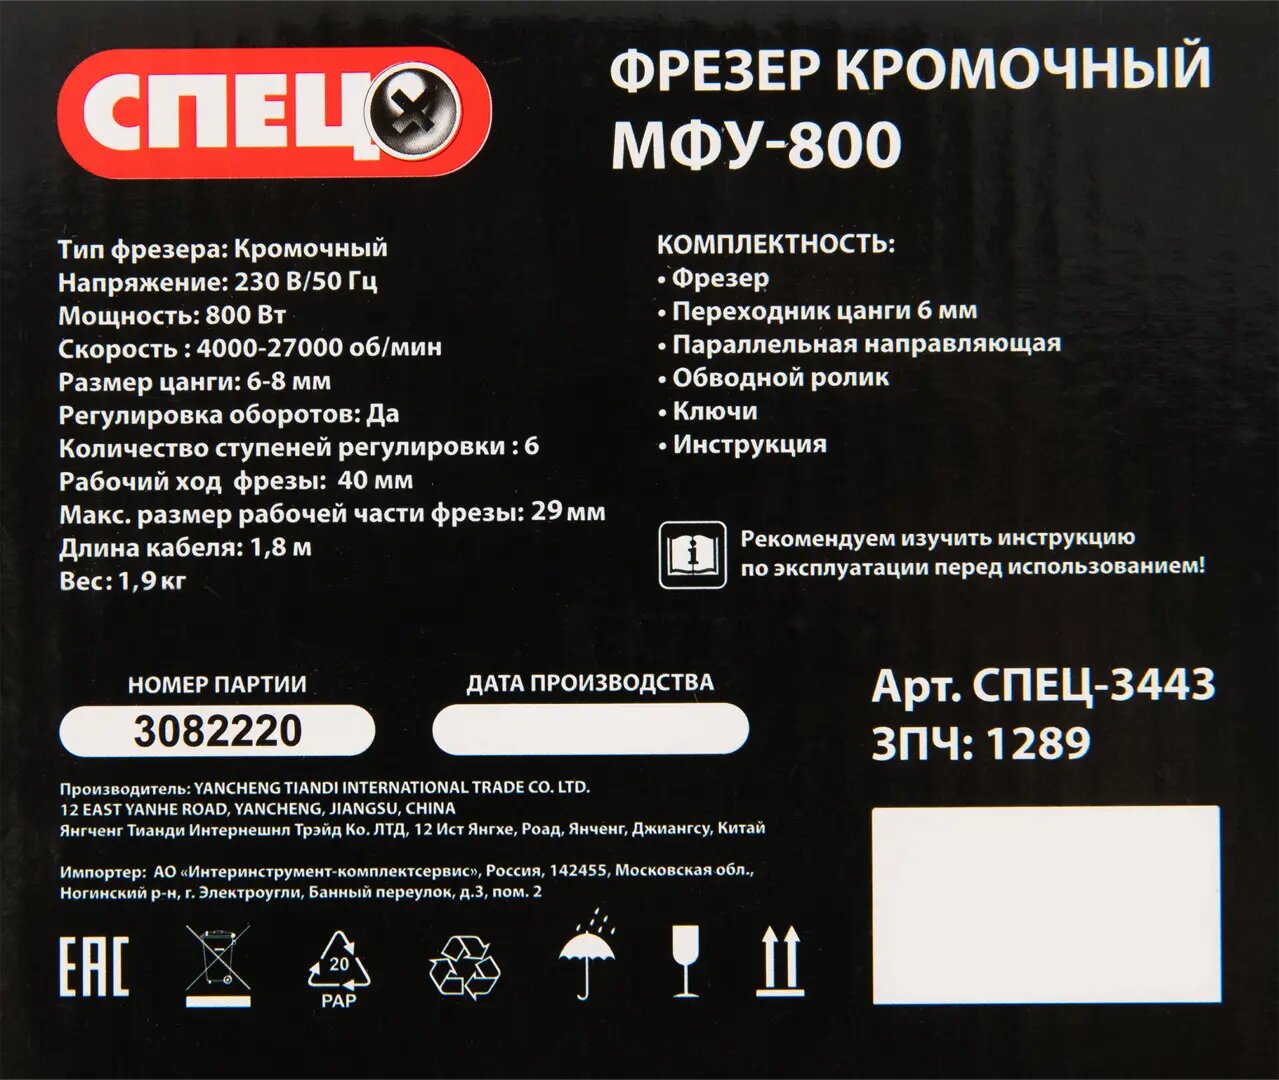 СПЕЦ
ФРЕЗЕР КРОМОЧНЫЙ
МФУ-800
Тип фрезера: Кромочный
Напряжение: 230 В/50 Гц
Мощность: 800 Вт
Скорость : 4000-27000 об/мин
Размер цанги: 6-8 мм
Регулировка оборотов: Да
Количество ступеней регулировки : 6
Рабочий ход фрезы: 40 мм
Макс. размер рабочей части фрезы: 29 мм
Длина кабеля: 1,8 м
Вес: 1,9 кг
КОМПЛЕКТНОСТЬ:
• Фрезер
• Переходник цанги 6 мм
• Параллельная направляющая
• Обводной ролик
• Ключи
• Инструкция
Рекомендуем изучить инструкцию
по эксплуатации перед использованием!
НОМЕР ПАРТИИ
3082220
ДАТА ПРОИЗВОДСТВА
Арт. СПЕЦ-3443
ЗПЧ: 1289
Производитель: YANCHENG TIANDI INTERNATIONAL TRADE CO. LTD.
12 EAST YANHE ROAD, YANCHENG, JIANGSU, CHINA
Янгченг Тианди Интернешнл Трэйд Ко. ЛТД, 12 Ист Янгхе, Роад, Янченг, Джиангсу, Китай
Импортер: АО «Интеринструмент-комплектсервис», Россия, 142455, Московская обл.,
Ногинский р-н, г. Электроугли, Банный переулок, д.3, пом. 2
EAC
20
PAP